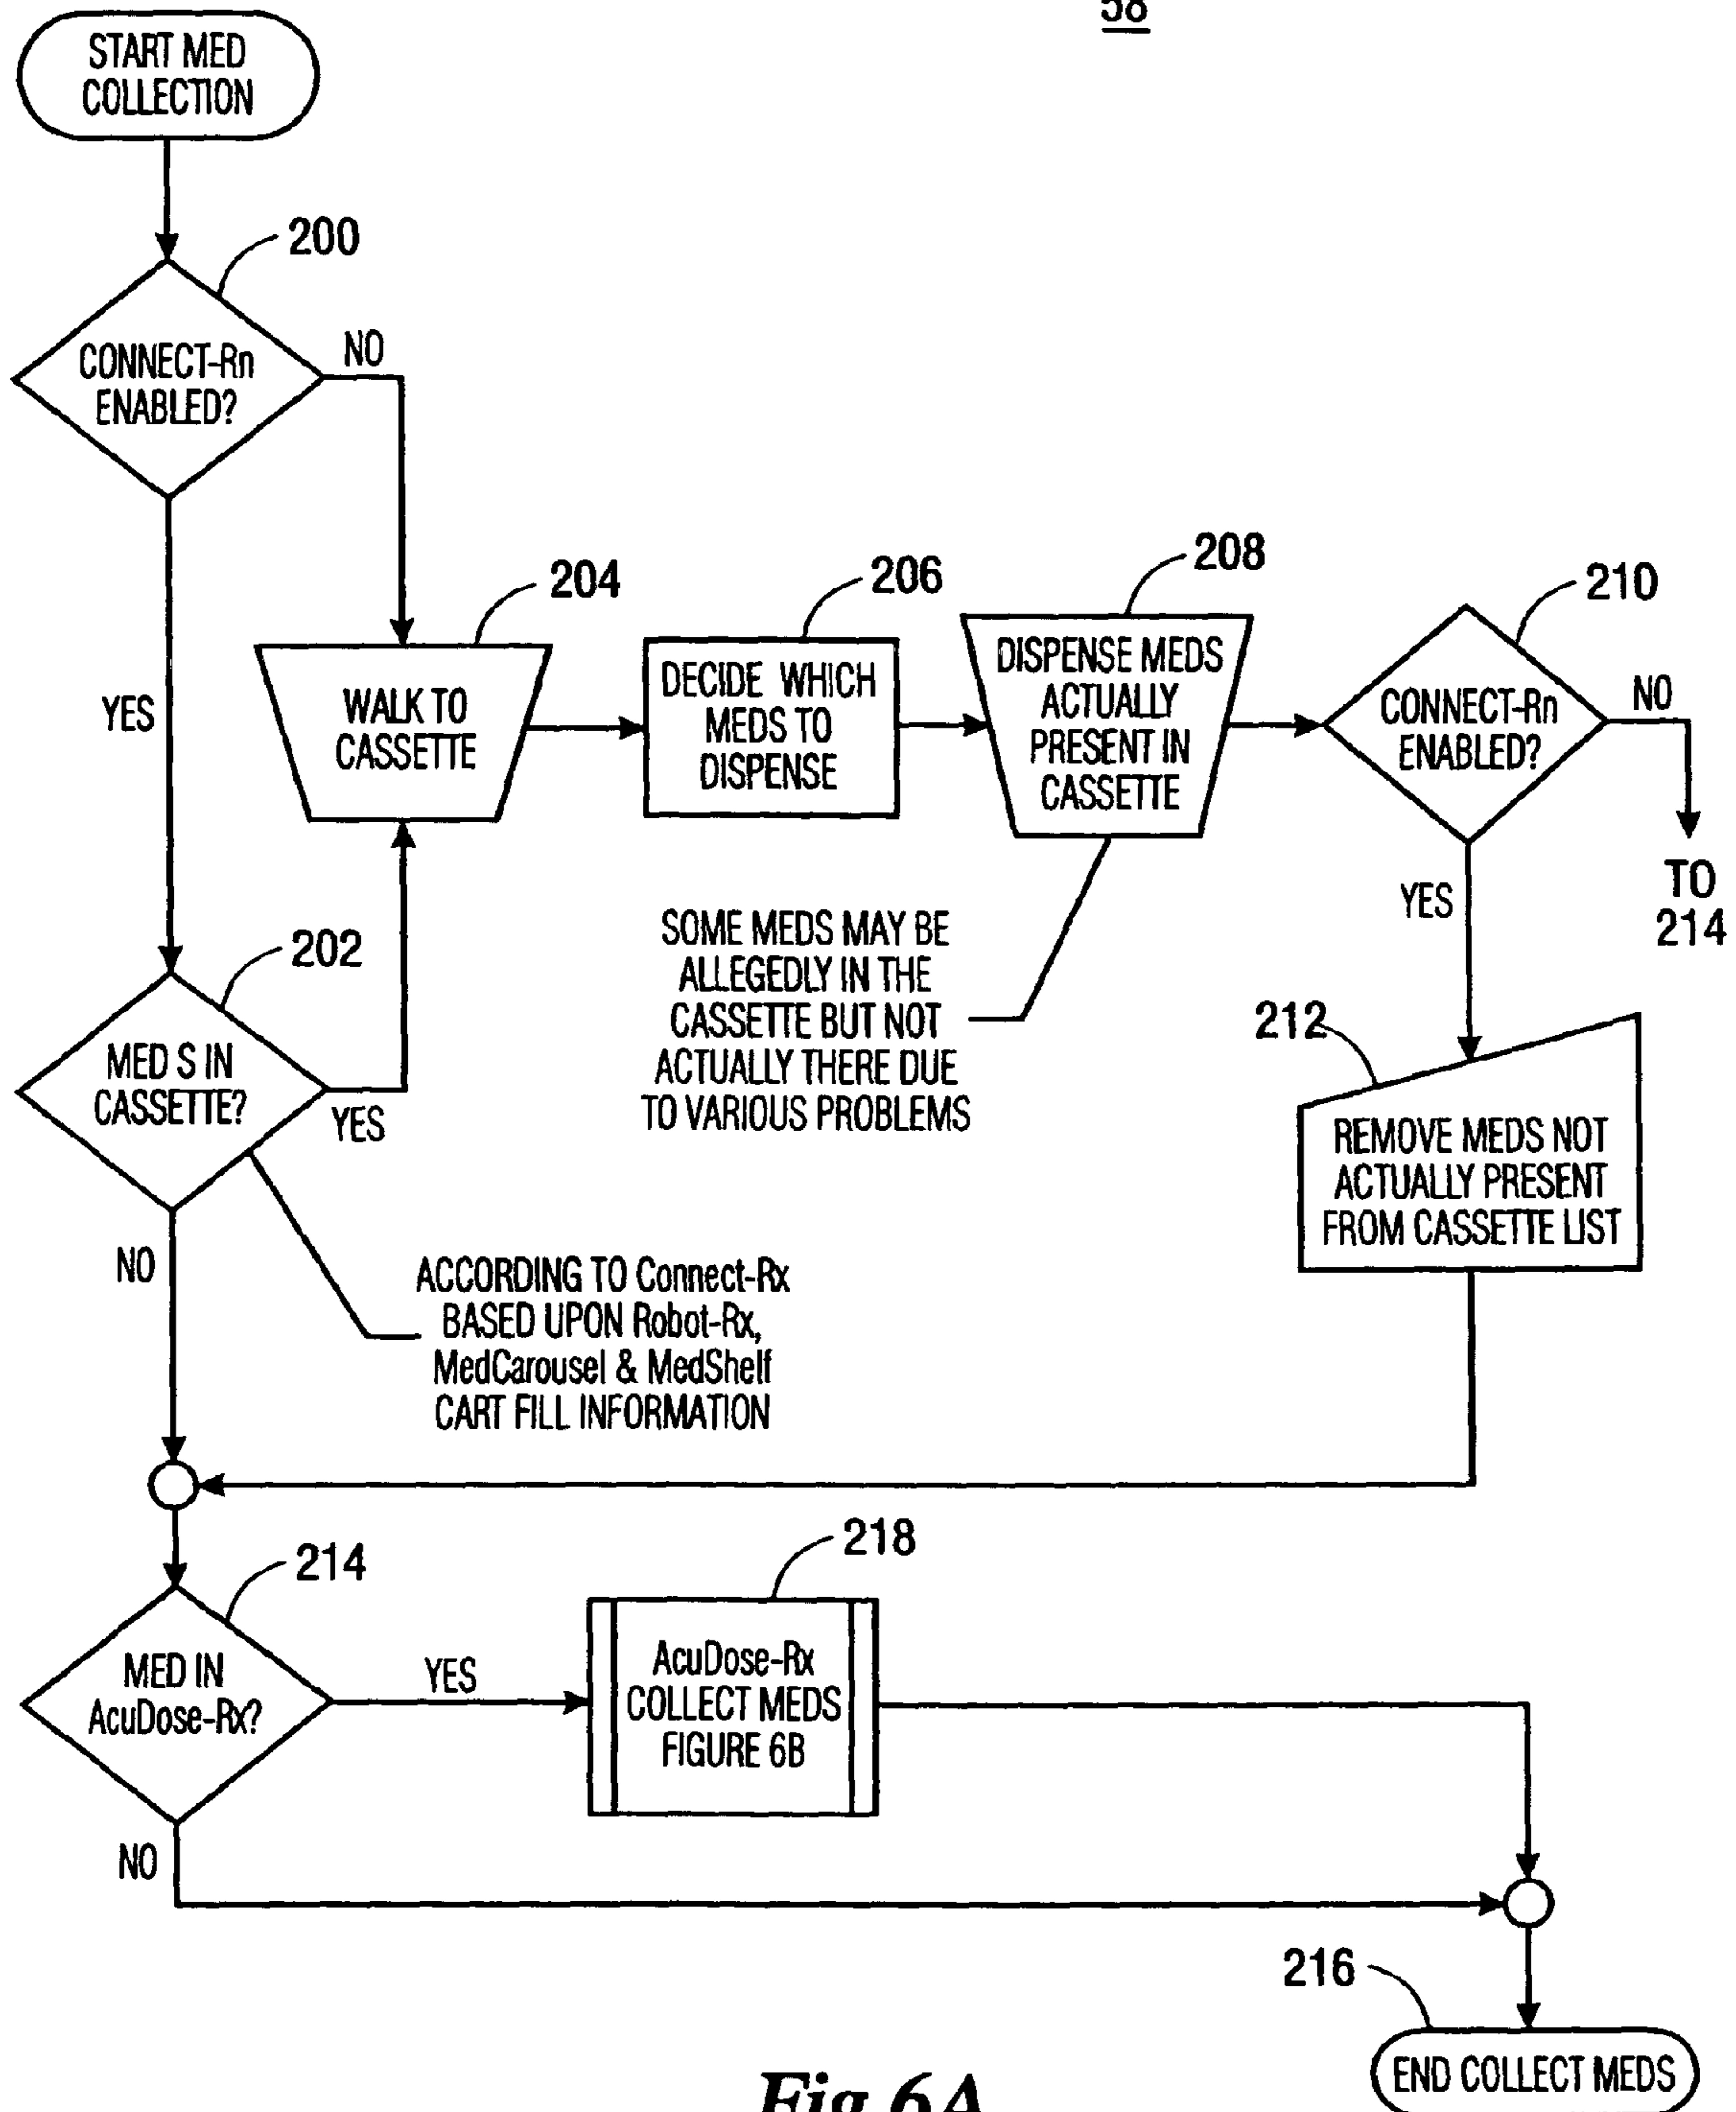 58
START MED
COLLECTION
200
CONNECT-Rn
ENABLED?
NO
YES
204
WALK TO
CASSETTE
206
DECIDE WHICH
MEDS TO
DISPENSE
208
DISPENSE MEDS
ACTUALLY
PRESENT IN
CASSETTE
210
CONNECT-Rn
ENABLED?
NO
TO
214
YES
SOME MEDS MAY BE
ALLEGEDLY IN THE
CASSETTE BUT NOT
ACTUALLY THERE DUE
TO VARIOUS PROBLEMS
202
MED S IN
CASSETTE?
YES
NO
ACCORDING TO Connect-Rx
BASED UPON Robot-Rx,
MedCarousel & MedShelf
CART FILL INFORMATION
212
REMOVE MEDS NOT
ACTUALLY PRESENT
FROM CASSETTE LIST
214
MED IN
AcuDose-Rx?
YES
NO
218
AcuDose-Rx
COLLECT MEDS
FIGURE 6B
216
END COLLECT MEDS
Fig.6A